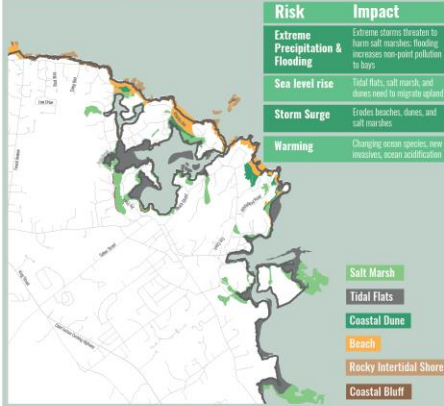 Risk Impact
Extreme Precipitation & Flooding
Extreme storms threaten to
harm salt marshes; flooding
increases non-point pollution
to bays
Sea level rise
Tidal flats, salt marsh, and
dunes need to migrate upland
Storm Surge
Erodes beaches, dunes, and
salt marshes
Warming
Changing ocean species, new
invasives, ocean acidification
Salt Marsh
Tidal Flats
Coastal Dune
Beach
Rocky Intertidal Shore
Coastal Bluff